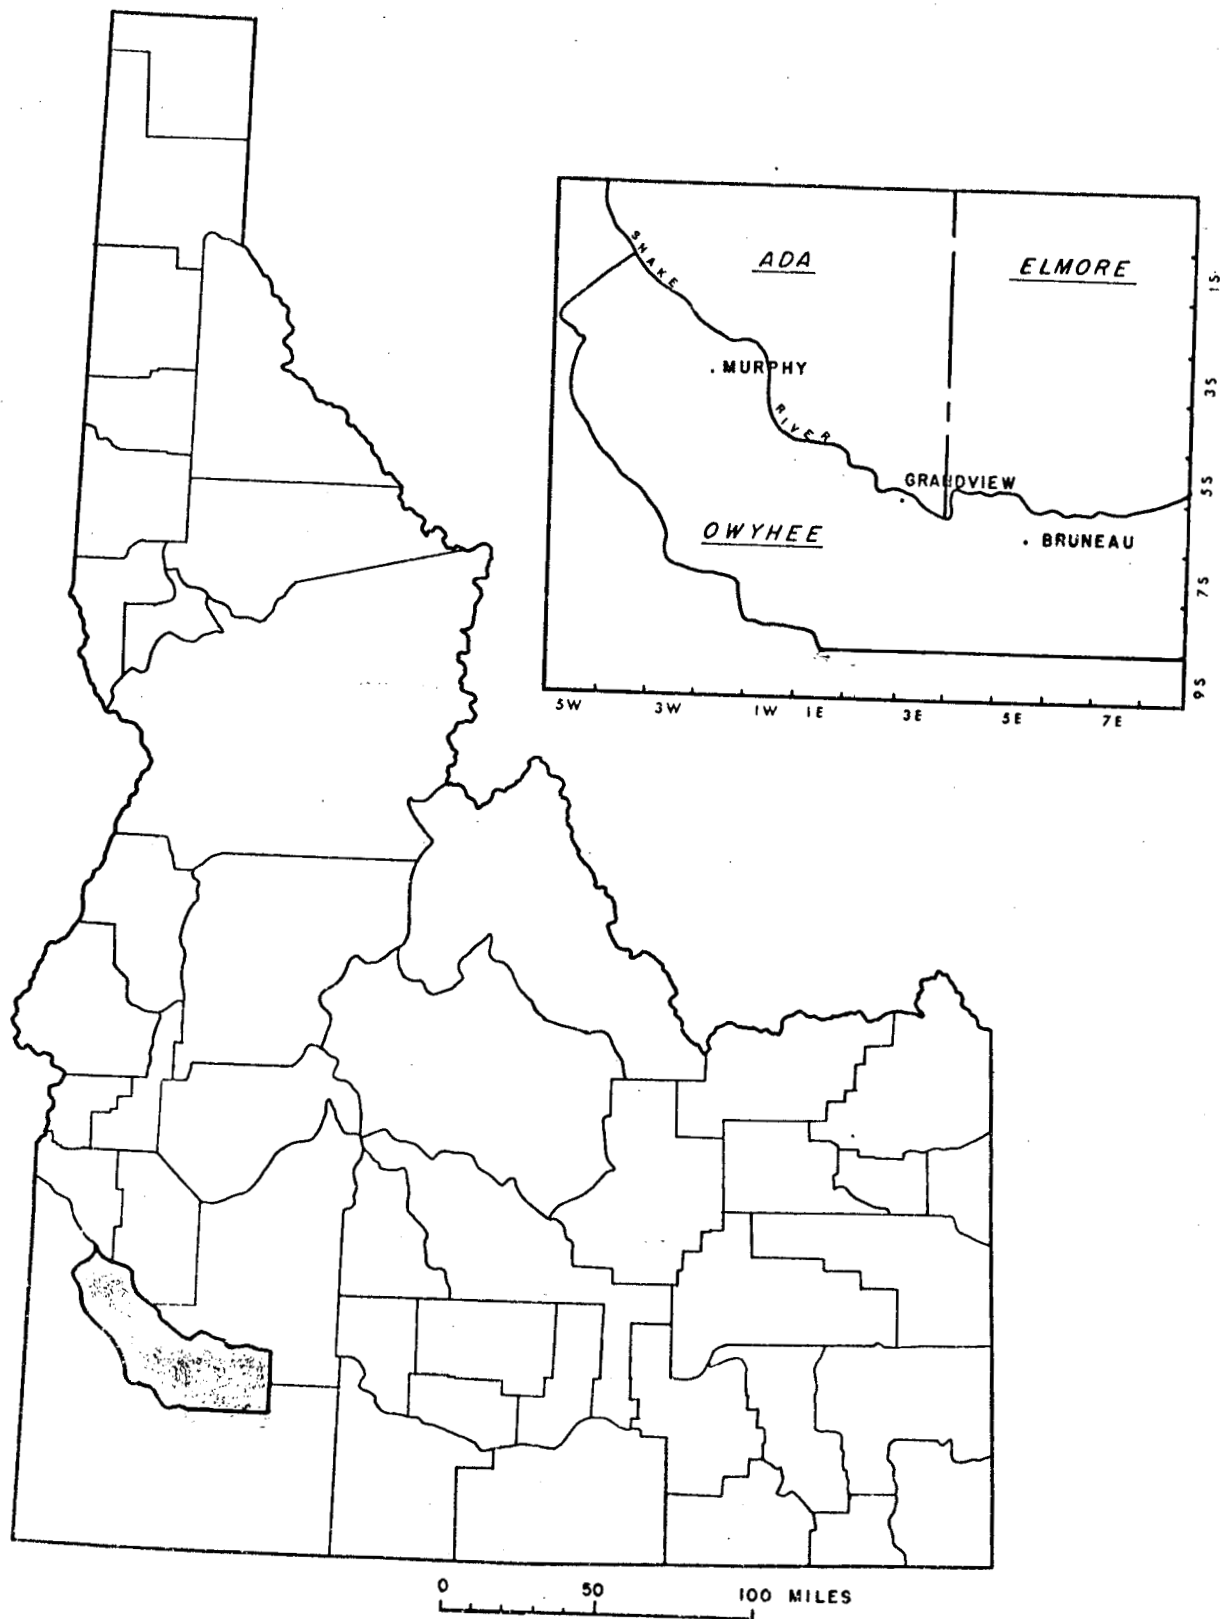 ADA
ELMORE
SNAKE
1S
. MURPHY
3S
RIVER
GRANDVIEW
5S
OWYHEE
. BRUNEAU
7S
9S
5W 3W 1W 1E 3E 5E 7E
0 50 100 MILES